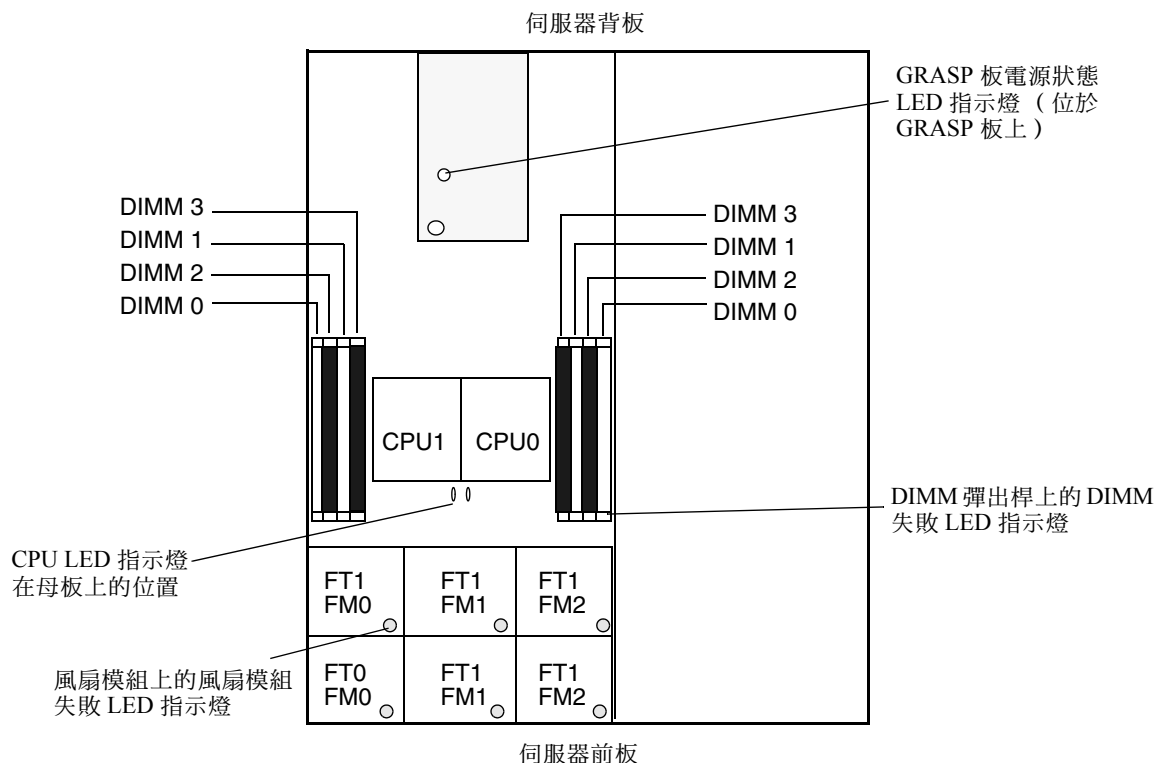 伺服器背板
GRASP 板電源狀態
LED 指示燈 （位於
GRASP 板上）
DIMM 3
DIMM 1
DIMM 2
DIMM 0
DIMM 3
DIMM 1
DIMM 2
DIMM 0
CPU1
CPU0
DIMM 彈出桿上的 DIMM
失敗 LED 指示燈
CPU LED 指示燈
在母板上的位置
FT1
FM0
FT1
FM1
FT1
FM2
風扇模組上的風扇模組
失敗 LED 指示燈
FT0
FM0
FT1
FM1
FT1
FM2
伺服器前板